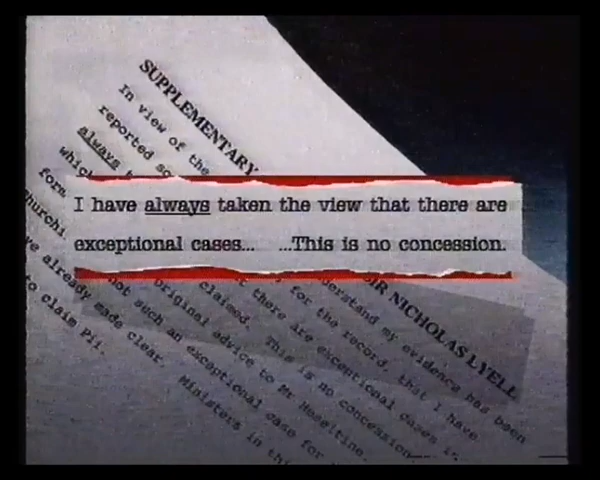 SUPPLEMENTARY
In view of the
reported so
always t
which
form
I have always taken the view that there are
exceptional cases... ...This is no concession.
SIR NICHOLAS LYELL
derstand my evidence has been
for the record, that I have
there are exceptional cases in
claimed. This is no concession
original advice to Mr Heseltine.
not such an exceptional case for
already made clear. Ministers in thi
to claim PII.